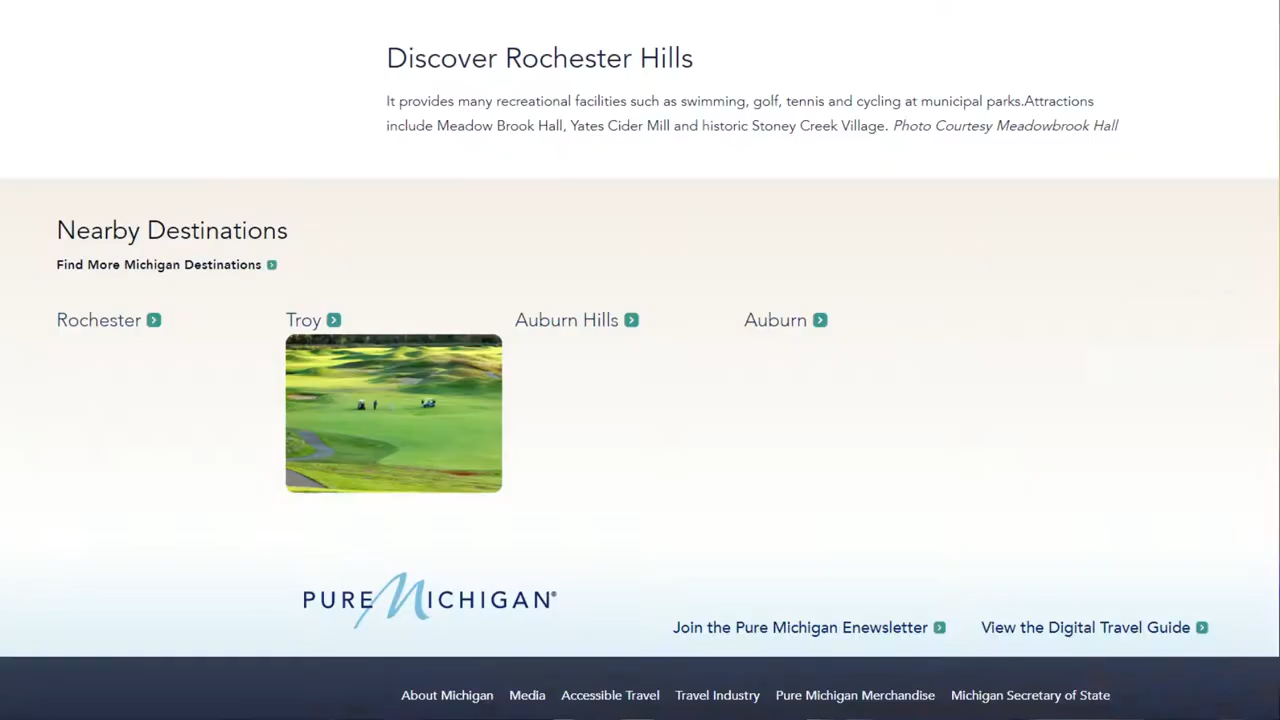 Discover Rochester Hills
It provides many recreational facilities such as swimming, golf, tennis and cycling at municipal parks.Attractions
include Meadow Brook Hall, Yates Cider Mill and historic Stoney Creek Village. Photo Courtesy Meadowbrook Hall
Nearby Destinations
Find More Michigan Destinations
Rochester
Troy
Auburn Hills
Auburn
PURE MICHIGAN®
Join the Pure Michigan Enewsletter
View the Digital Travel Guide
About Michigan Media Accessible Travel Travel Industry Pure Michigan Merchandise Michigan Secretary of State